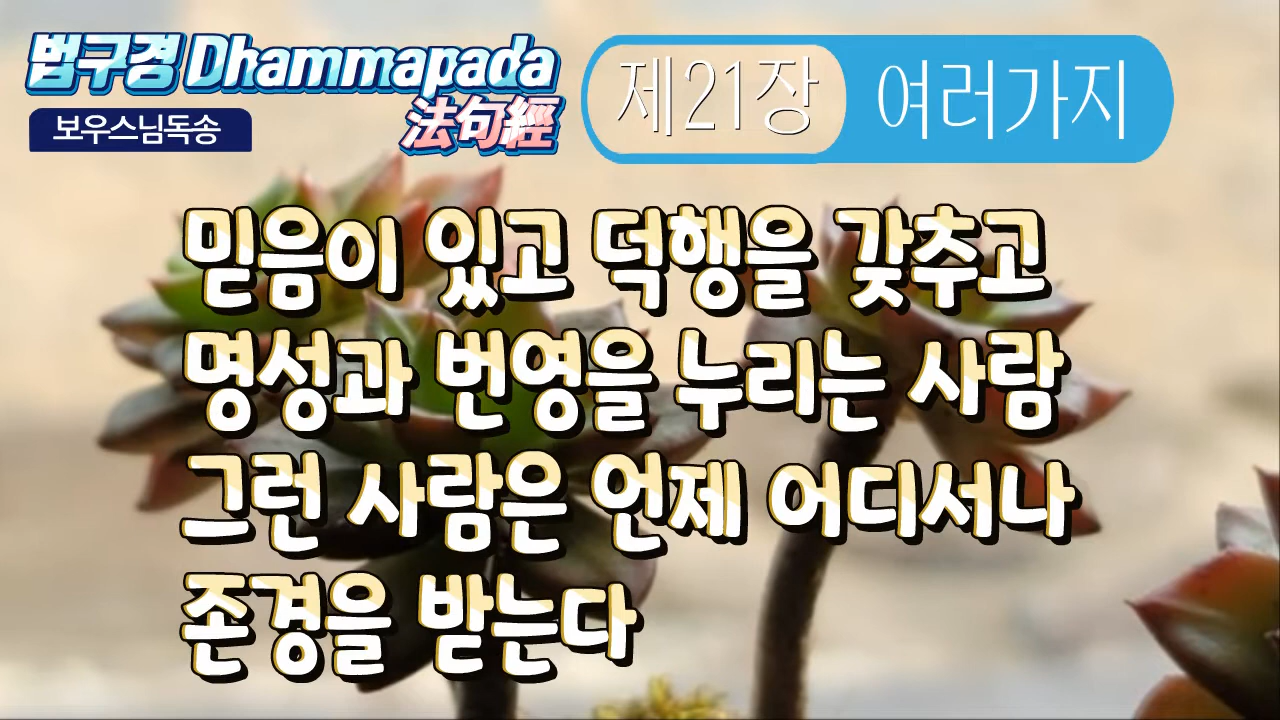 법구경 Dhammapada
法句經
보우스님독송
제21장 여러가지
믿음이 있고 덕행을 갖추고
명성과 번영을 누리는 사람
그런 사람은 언제 어디서나
존경을 받는다